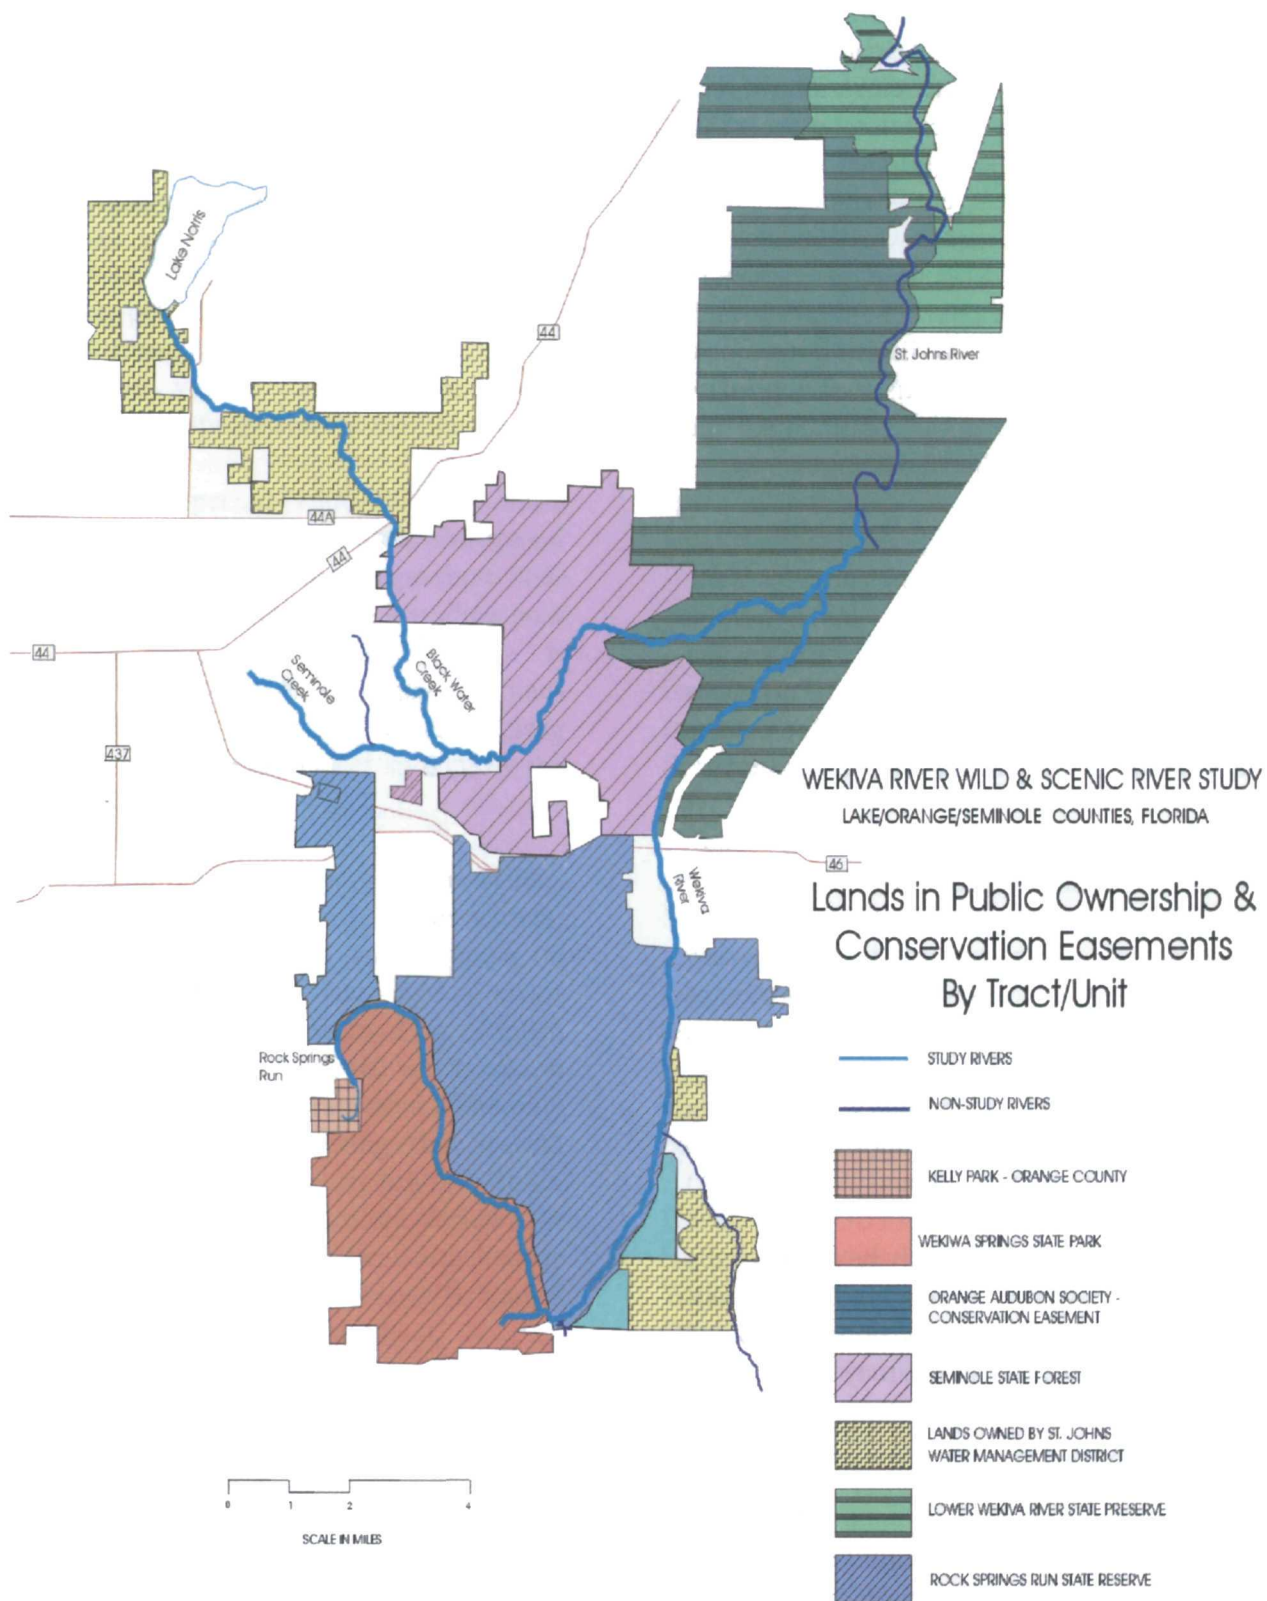 Lake Norris
44
St. Johns River
44A
44
44
Seminole
Creek
Black Water
Creek
437
WEKIVA RIVER WILD & SCENIC RIVER STUDY
LAKE/ORANGE/SEMINOLE COUNTIES, FLORIDA
46
Wekiva
River
Lands in Public Ownership &
Conservation Easements
By Tract/Unit
Rock Springs
Run
STUDY RIVERS
NON-STUDY RIVERS
KELLY PARK - ORANGE COUNTY
WEKIWA SPRINGS STATE PARK
ORANGE AUDUBON SOCIETY -
CONSERVATION EASEMENT
SEMINOLE STATE FOREST
LANDS OWNED BY ST. JOHNS
WATER MANAGEMENT DISTRICT
LOWER WEKIVA RIVER STATE PRESERVE
ROCK SPRINGS RUN STATE RESERVE
0 1 2 4
SCALE IN MILES